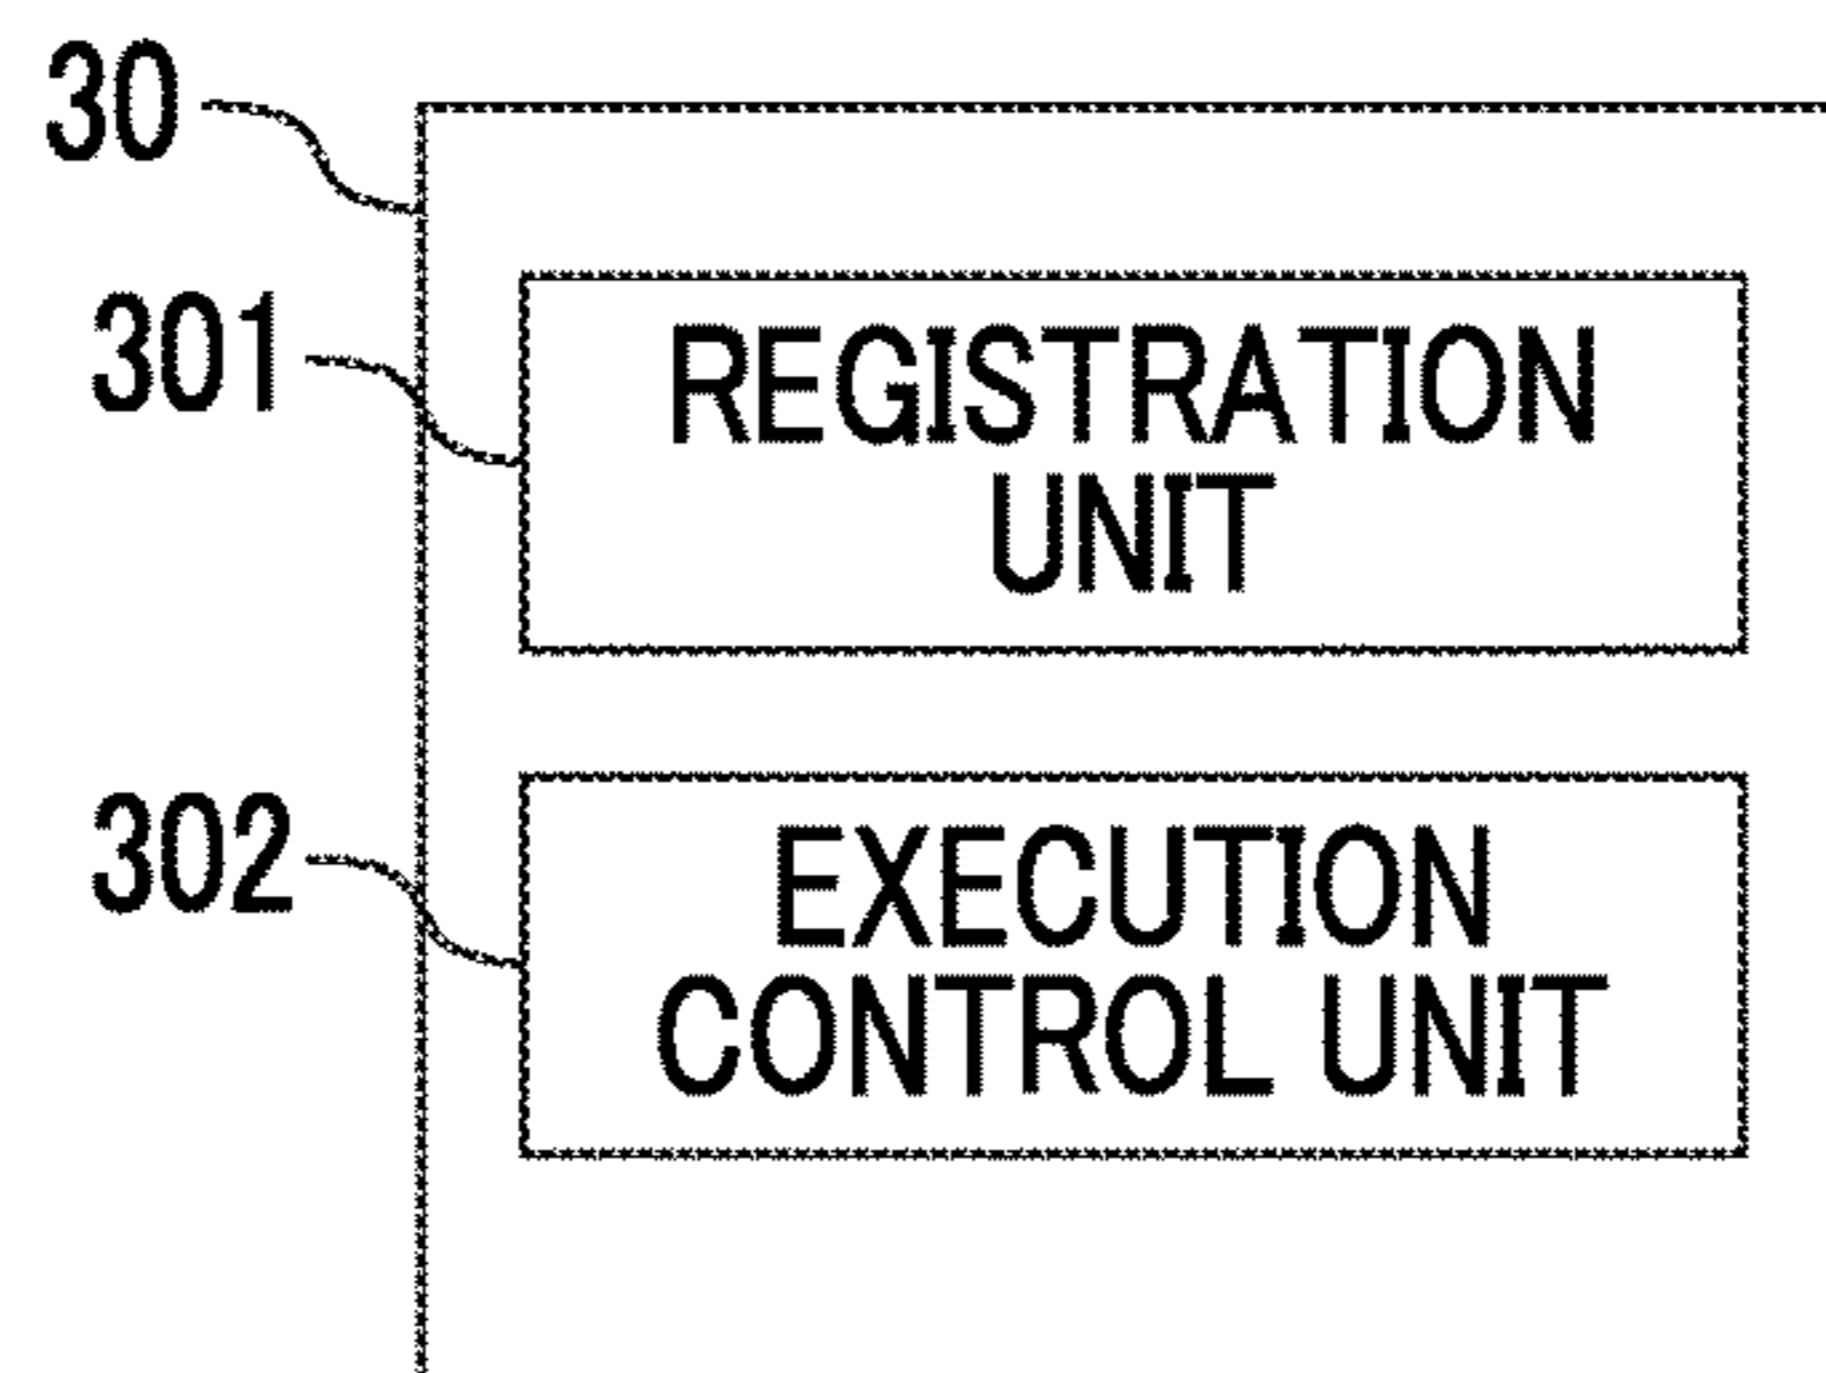 30
301
REGISTRATION
UNIT
302
EXECUTION
CONTROL UNIT